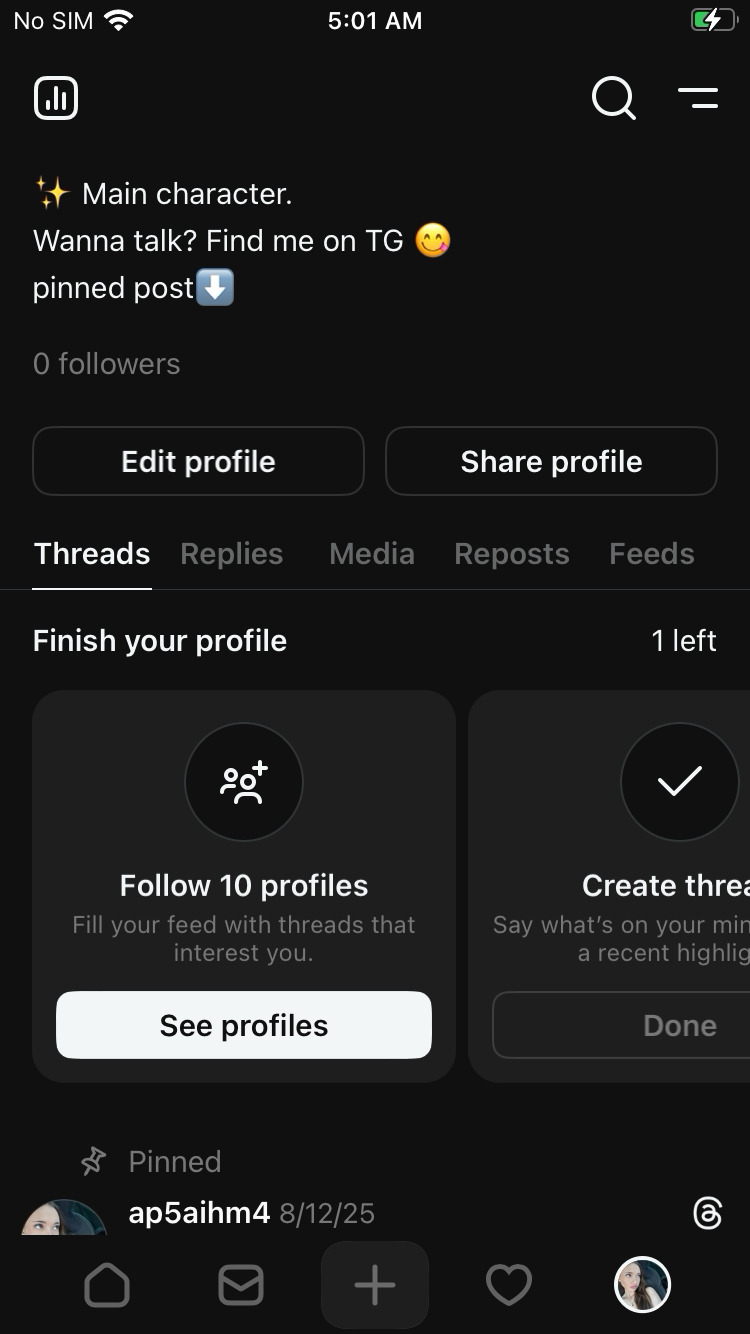 No SIM 5:01 AM
✨ Main character.
Wanna talk? Find me on TG 😋
pinned post⬇️
0 followers
Edit profile Share profile
Threads Replies Media Reposts Feeds
Finish your profile 1 left
Follow 10 profiles
Fill your feed with threads that
interest you.
See profiles
Create threa
Say what's on your min
a recent highlig
Done
Pinned
ap5aihm4 8/12/25